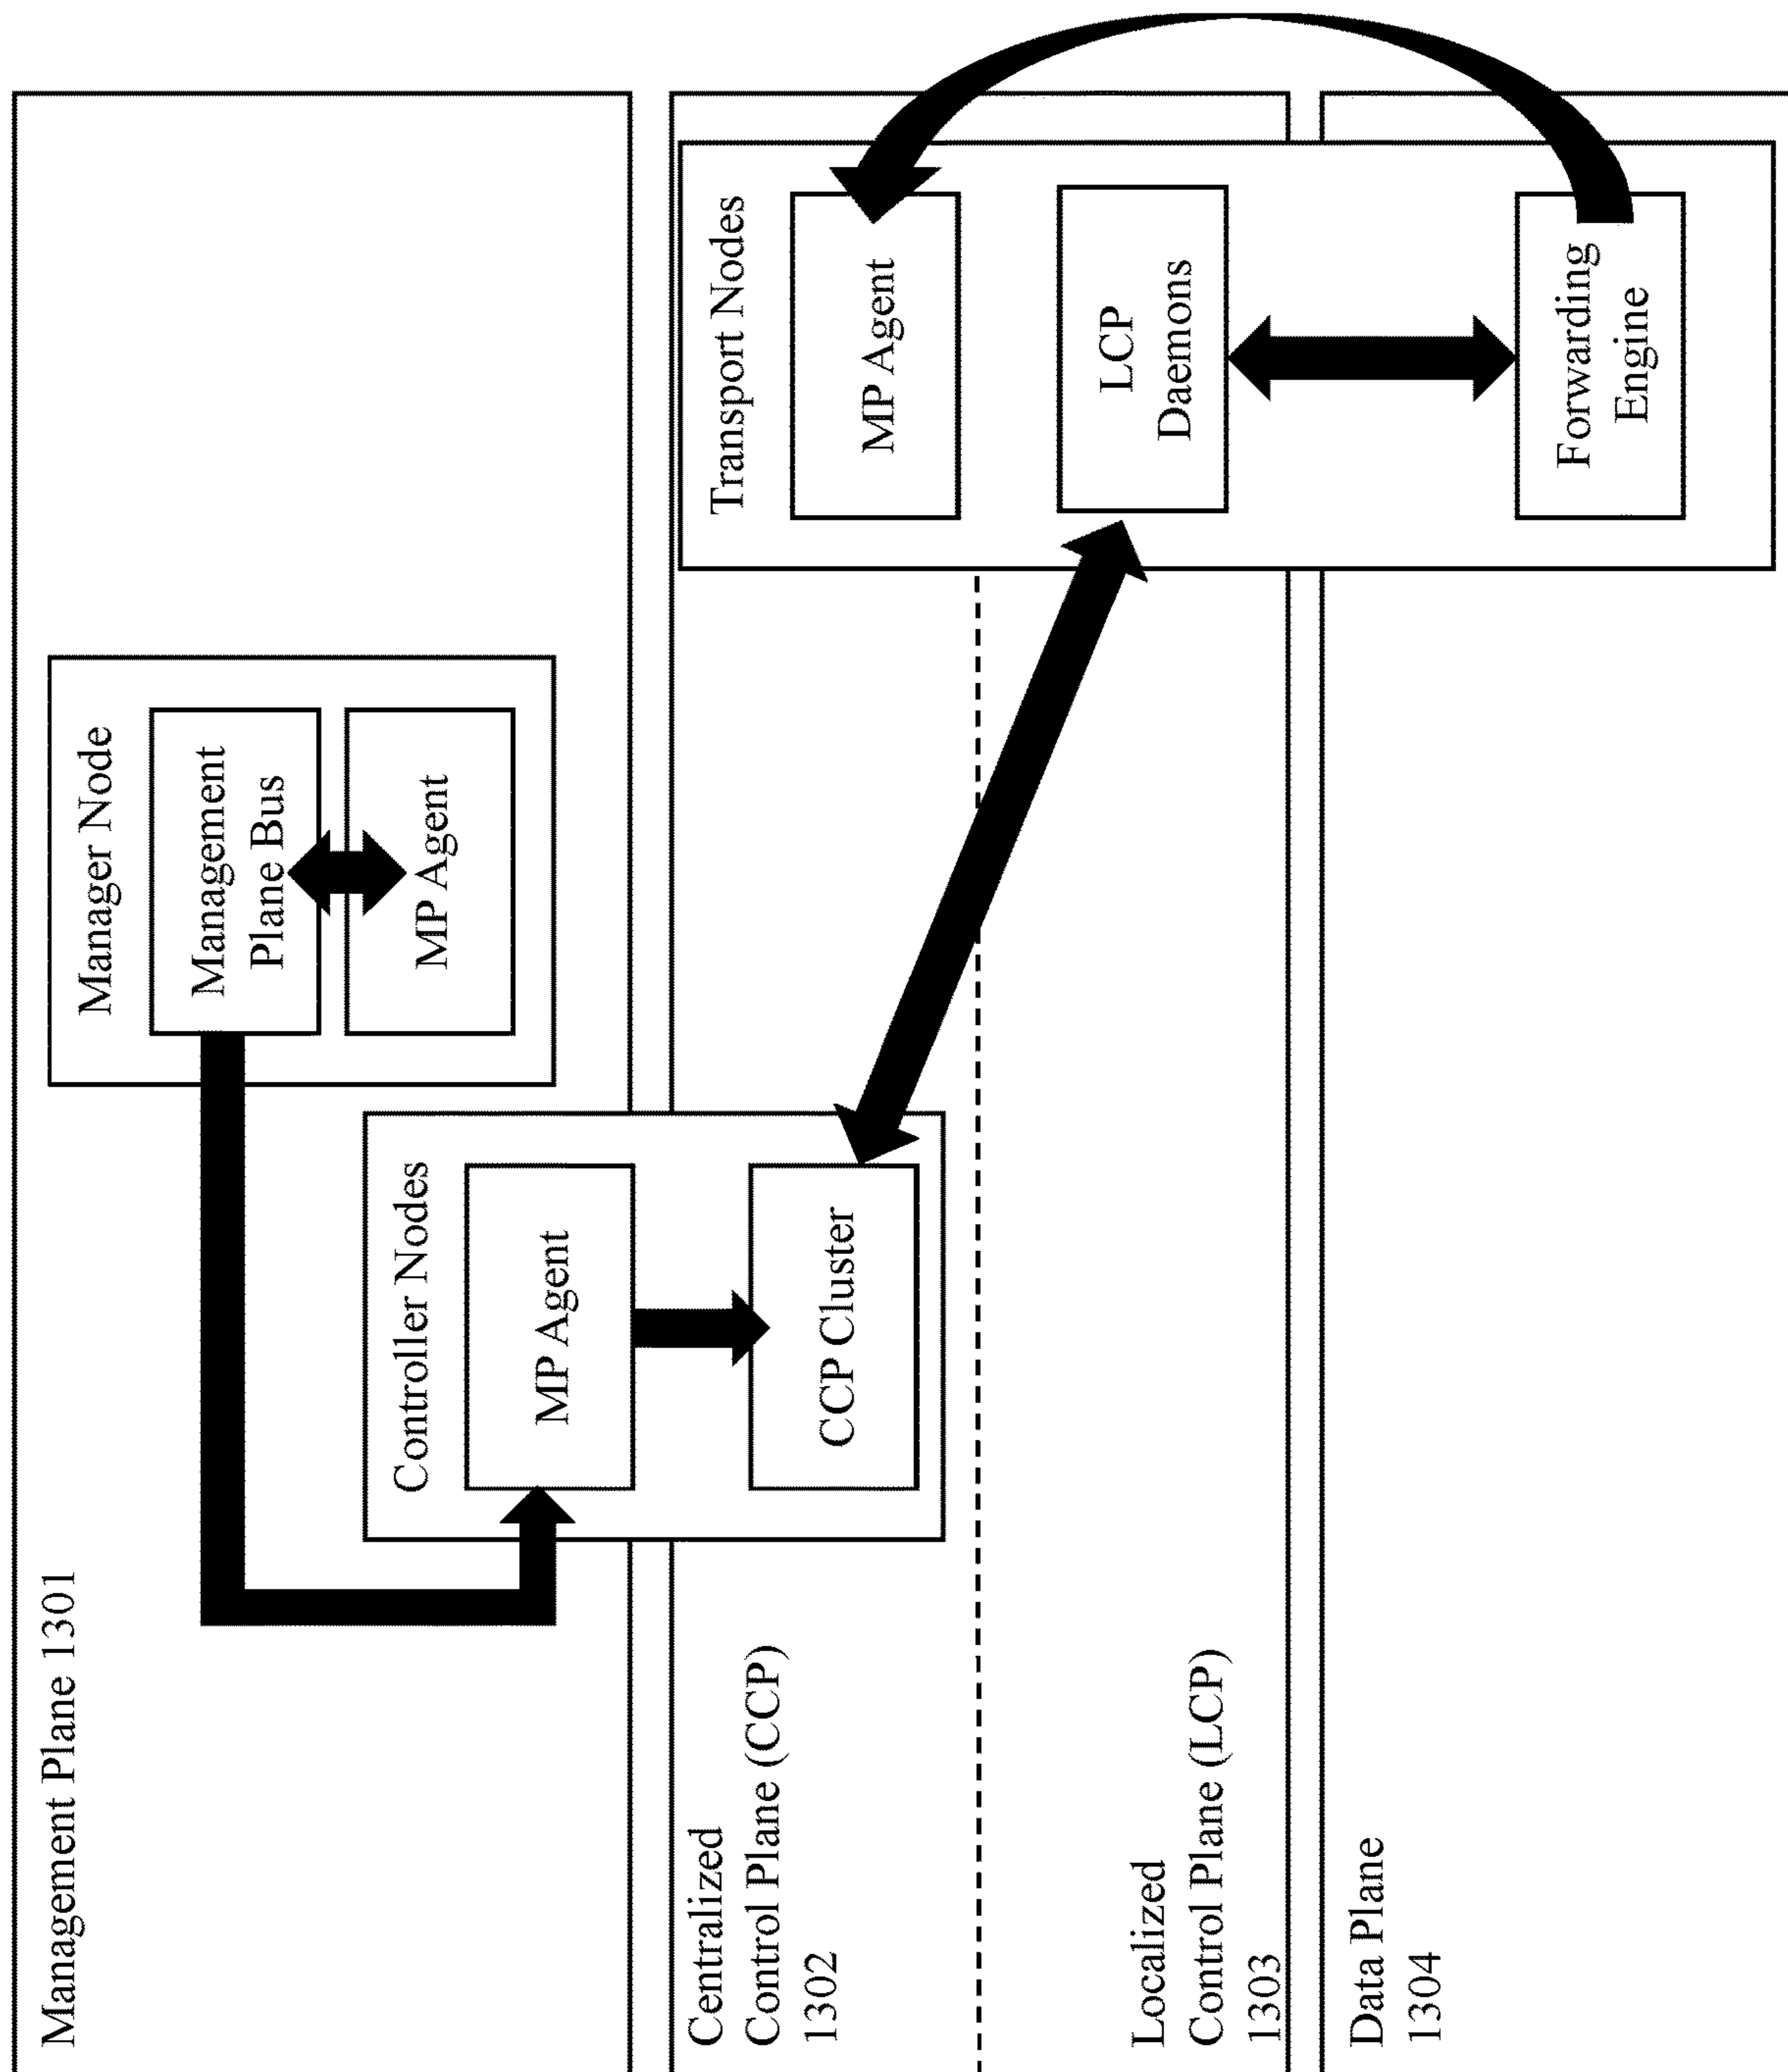 Management Plane 1301
Manager Node
Management
Plane Bus
MP Agent
Controller Nodes
MP Agent
CCP Cluster
Centralized
Control Plane (CCP)
1302
Transport Nodes
MP Agent
LCP
Daemons
Forwarding
Engine
Localized
Control Plane (LCP)
1303
Data Plane
1304